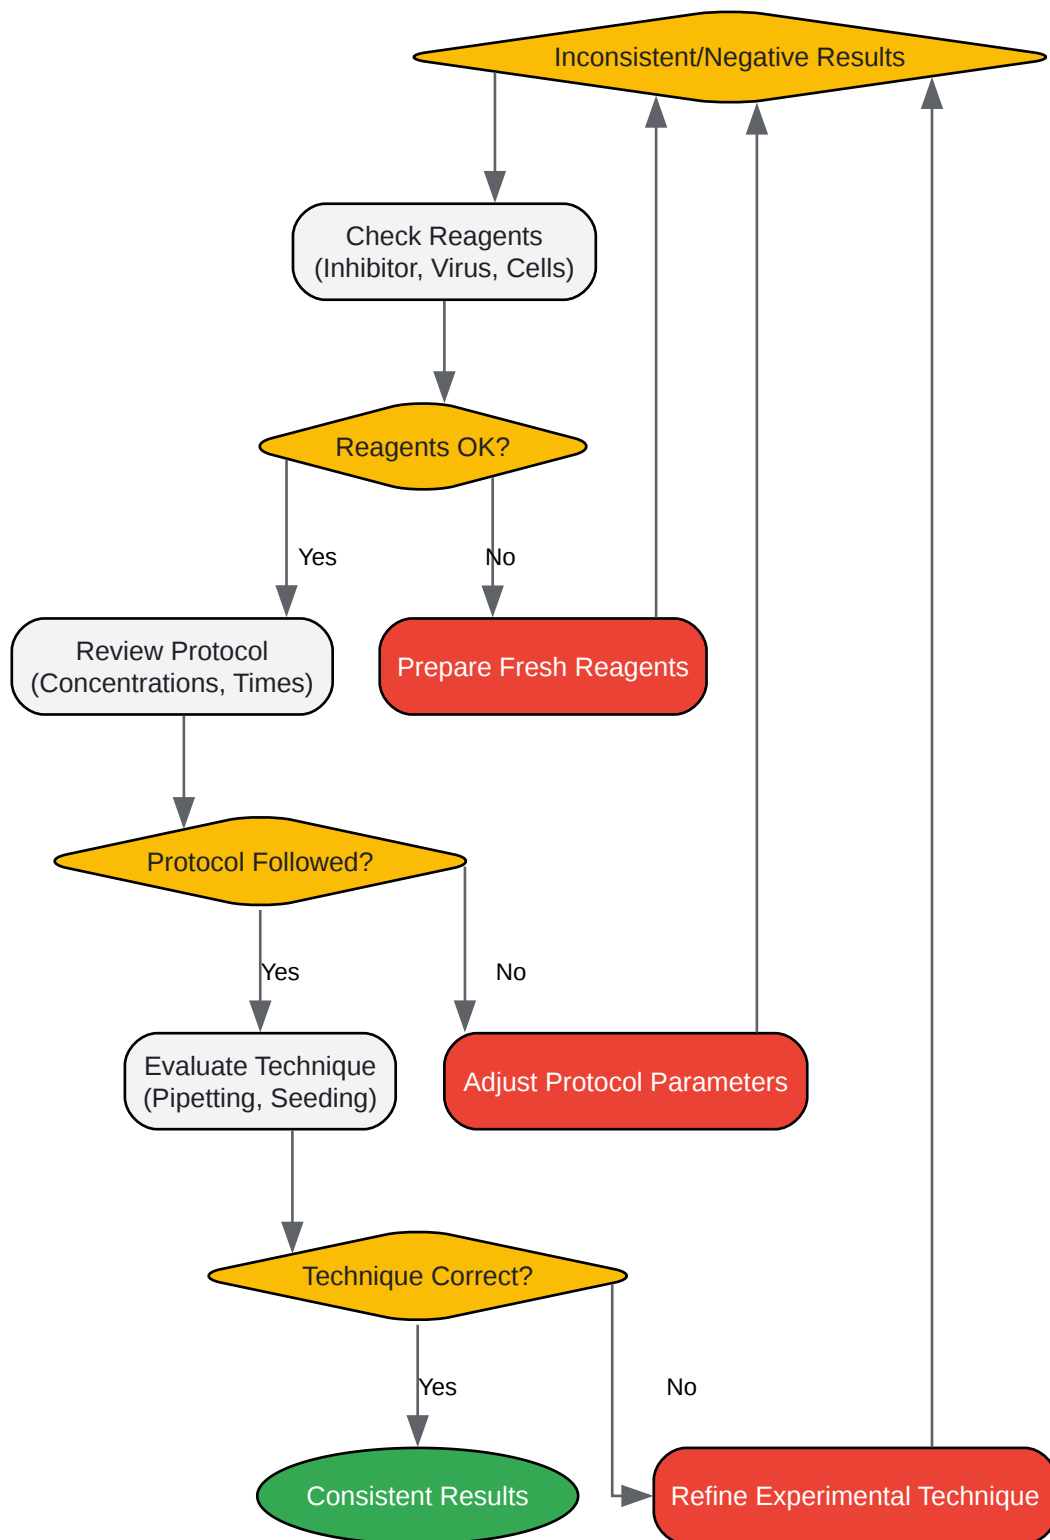 Inconsistent/Negative Results
Check Reagents
(Inhibitor, Virus, Cells)
Reagents OK?
Yes
No
Review Protocol
(Concentrations, Times)
Prepare Fresh Reagents
Protocol Followed?
Yes
No
Evaluate Technique
(Pipetting, Seeding)
Adjust Protocol Parameters
Technique Correct?
Yes
No
Consistent Results
Refine Experimental Technique